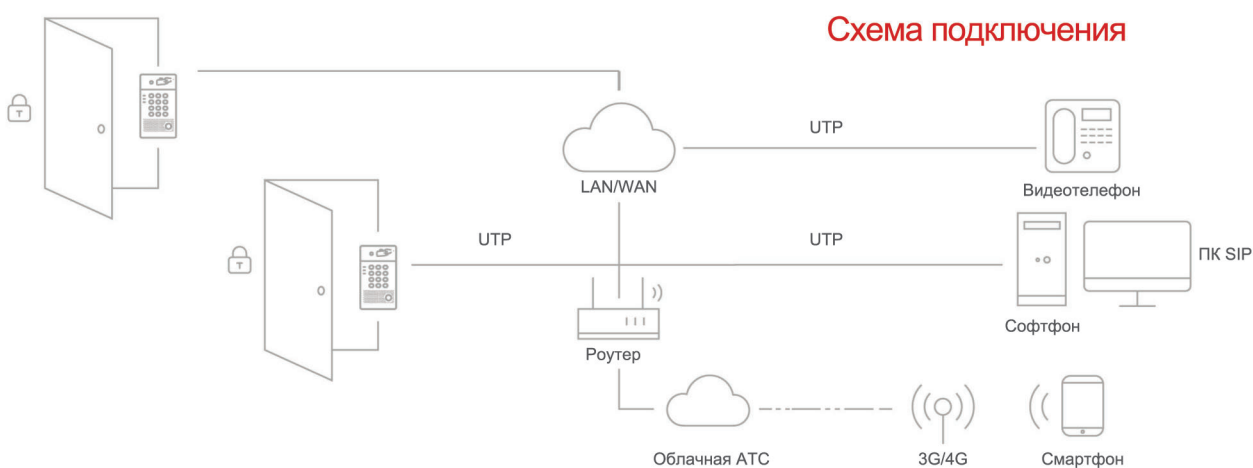 Схема подключения
UTP
LAN/WAN
Видеотелефон
UTP
UTP
ПК SIP
Софтфон
Роутер
Облачная АТС
3G/4G
Смартфон